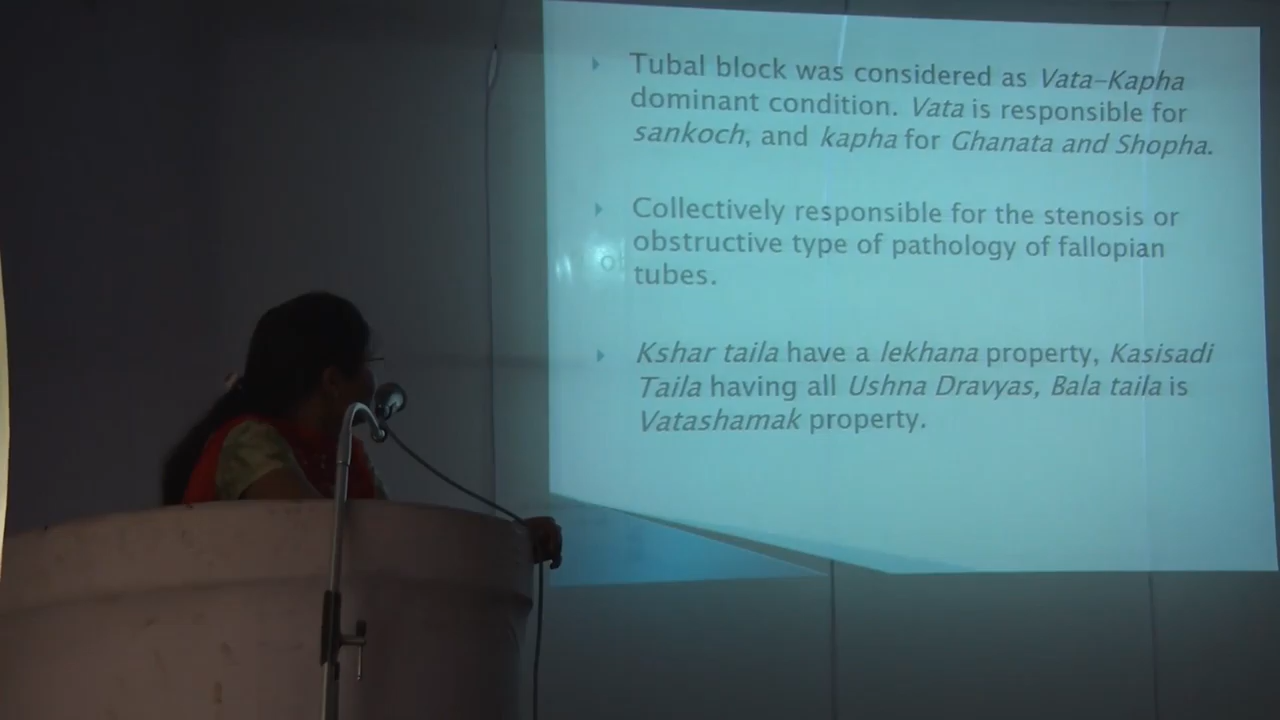 Tubal block was considered as Vata-Kapha
dominant condition. Vata is responsible for
sankoch, and kapha for Ghanata and Shopha.
Collectively responsible for the stenosis or
obstructive type of pathology of fallopian
tubes.
Kshar taila have a lekhana property, Kasisadi
Taila having all Ushna Dravyas, Bala taila is
Vatashamak property.